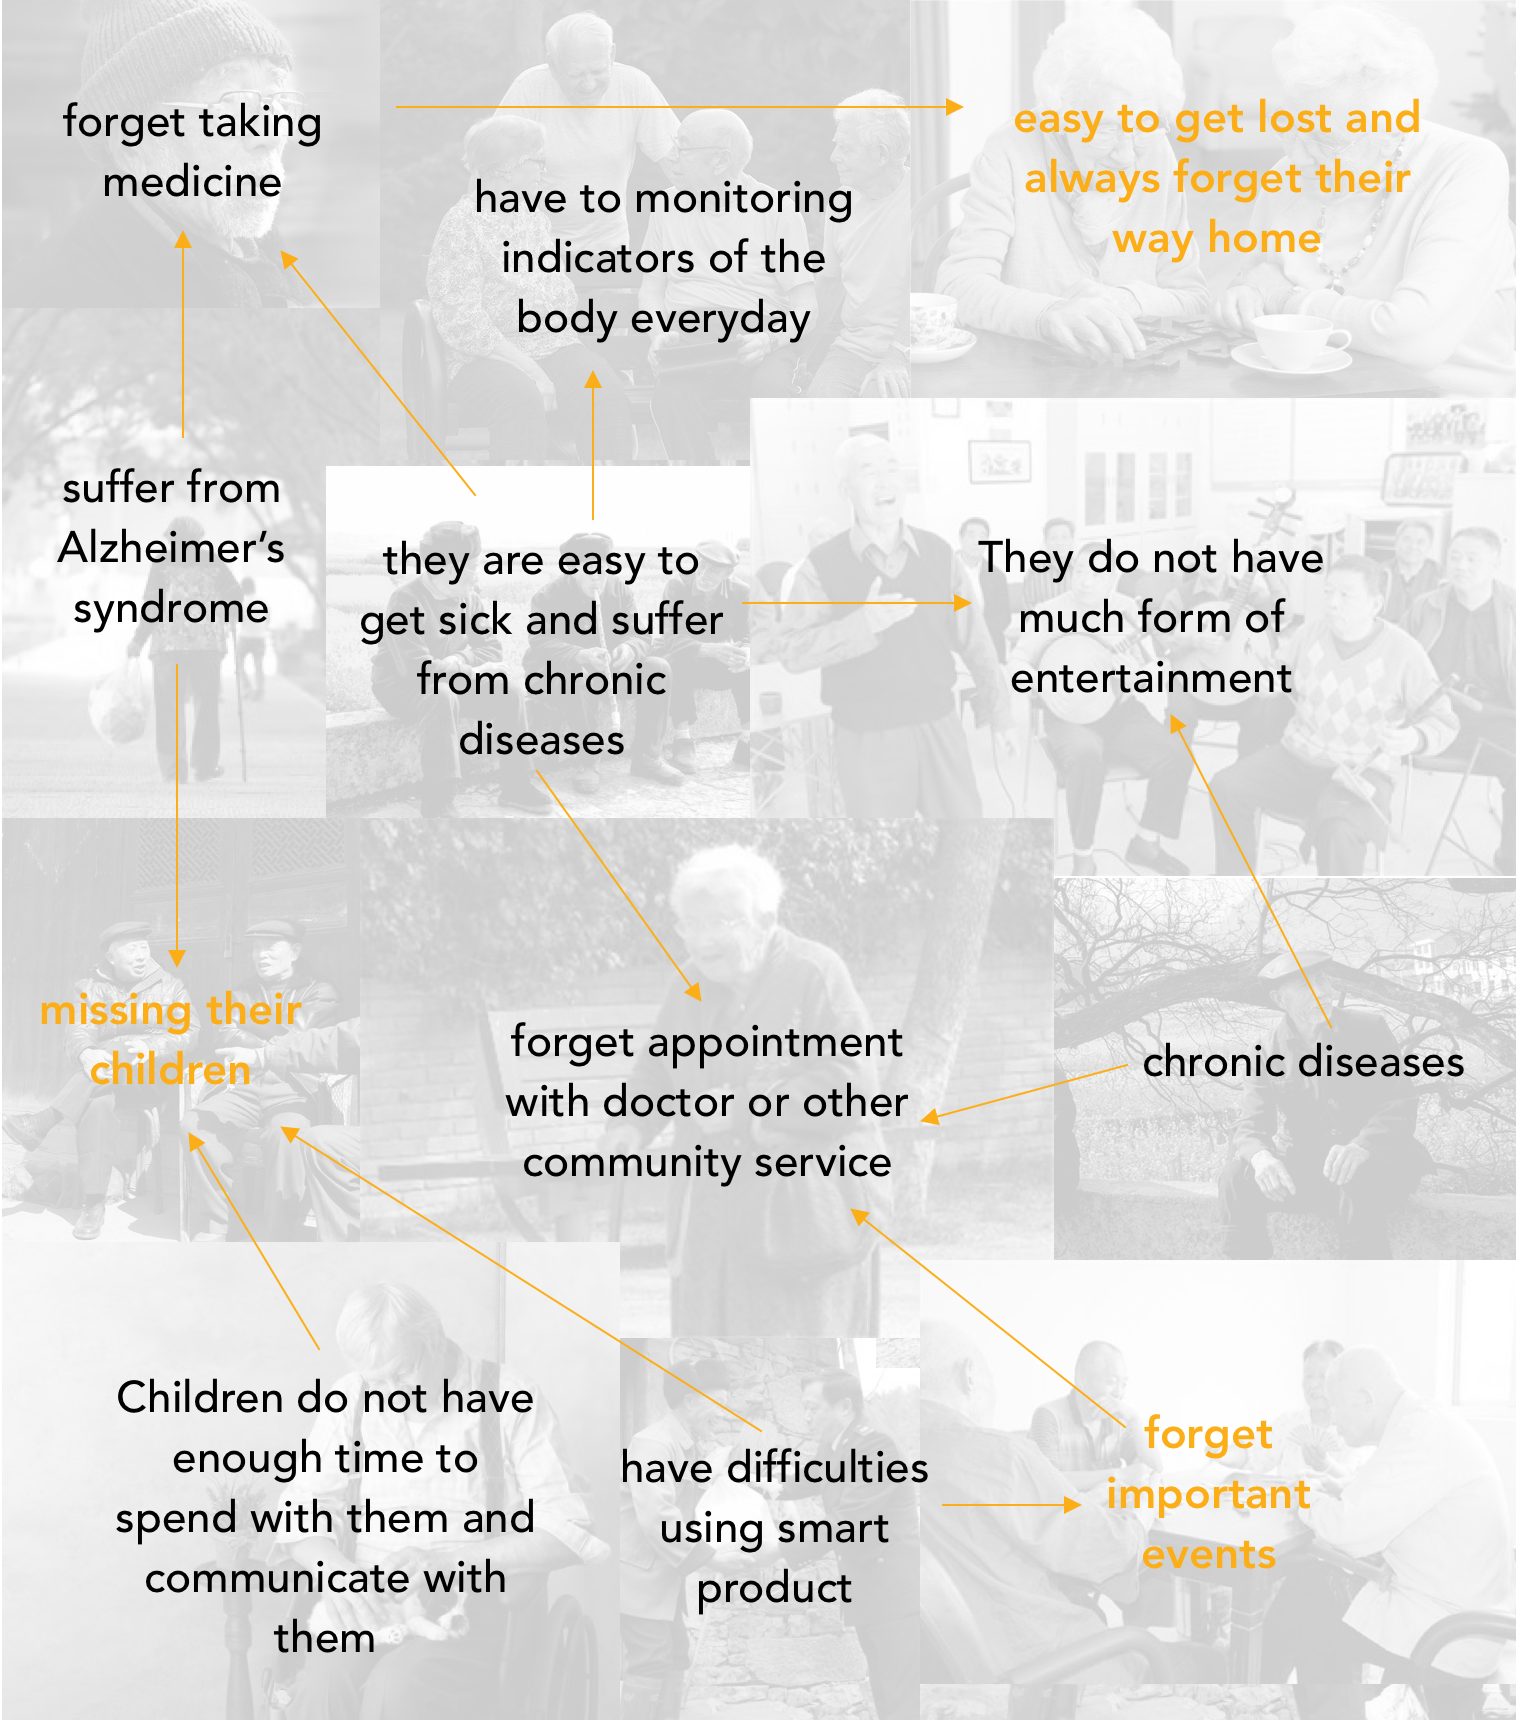 forget taking
medicine
easy to get lost and
always forget their
way home
have to monitoring
indicators of the
body everyday
suffer from
Alzheimer’s
syndrome
they are easy to
get sick and suffer
from chronic
diseases
They do not have
much form of
entertainment
missing their
children
forget appointment
with doctor or other
community service
chronic diseases
Children do not have
enough time to
spend with them and
communicate with
them
have difficulties
using smart
product
forget
important
events